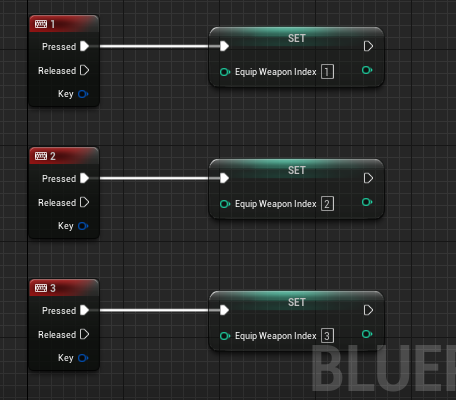 1
Pressed
Released
Key
SET
Equip Weapon Index 1
2
Pressed
Released
Key
SET
Equip Weapon Index 2
3
Pressed
Released
Key
SET
Equip Weapon Index 3
BLUEP